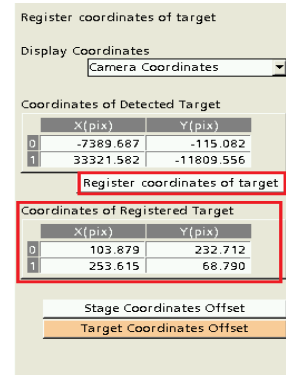 Register coordinates of target
Display Coordinates
Camera Coordinates
Coordinates of Detected Target
X(pix) Y(pix)
0 -7389.687 -115.082
1 33321.582 -11809.556
Register coordinates of target
Coordinates of Registered Target
X(pix) Y(pix)
0 103.879 232.712
1 253.615 68.790
Stage Coordinates Offset
Target Coordinates Offset